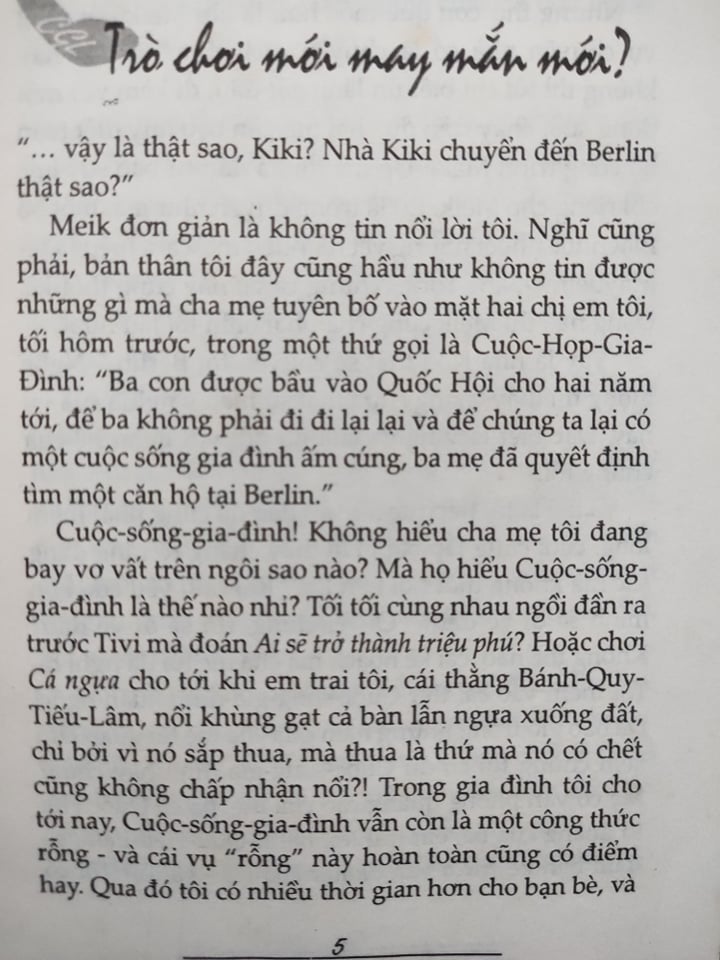 CGL
Trò chơi mới may mắn mới?
“... vậy là thật sao, Kiki? Nhà Kiki chuyển đến Berlin
thật sao?”
Meik đơn giản là không tin nổi lời tôi. Nghĩ cũng
phải, bản thân tôi đây cũng hầu như không tin được
những gì mà cha mẹ tuyên bố vào mặt hai chị em tôi,
tối hôm trước, trong một thứ gọi là Cuộc-Họp-Gia-
Đình: “Ba con được bầu vào Quốc Hội cho hai năm
tới, để ba không phải đi đi lại lại và để chúng ta lại có
một cuộc sống gia đình ấm cúng, ba mẹ đã quyết định
tìm một căn hộ tại Berlin.”
Cuộc-sống-gia-đình! Không hiểu cha mẹ tôi đang
bay vơ vất trên ngôi sao nào? Mà họ hiểu Cuộc-sống-
gia-đình là thế nào nhỉ? Tối tối cùng nhau ngồi đần ra
trước Tivi mà đoán Ai sẽ trở thành triệu phú? Hoặc chơi
Cá ngựa cho tới khi em trai tôi, cái thằng Bánh-Quy-
Tiếu-Lâm, nổi khùng gạt cả bàn lẫn ngựa xuống đất,
chỉ bởi vì nó sắp thua, mà thua là thứ mà nó có chết
cũng không chấp nhận nổi?! Trong gia đình tôi cho
tới nay, Cuộc-sống-gia-đình vẫn còn là một công thức
rỗng - và cái vụ “rỗng” này hoàn toàn cũng có điểm
hay. Qua đó tôi có nhiều thời gian hơn cho bạn bè, và
5